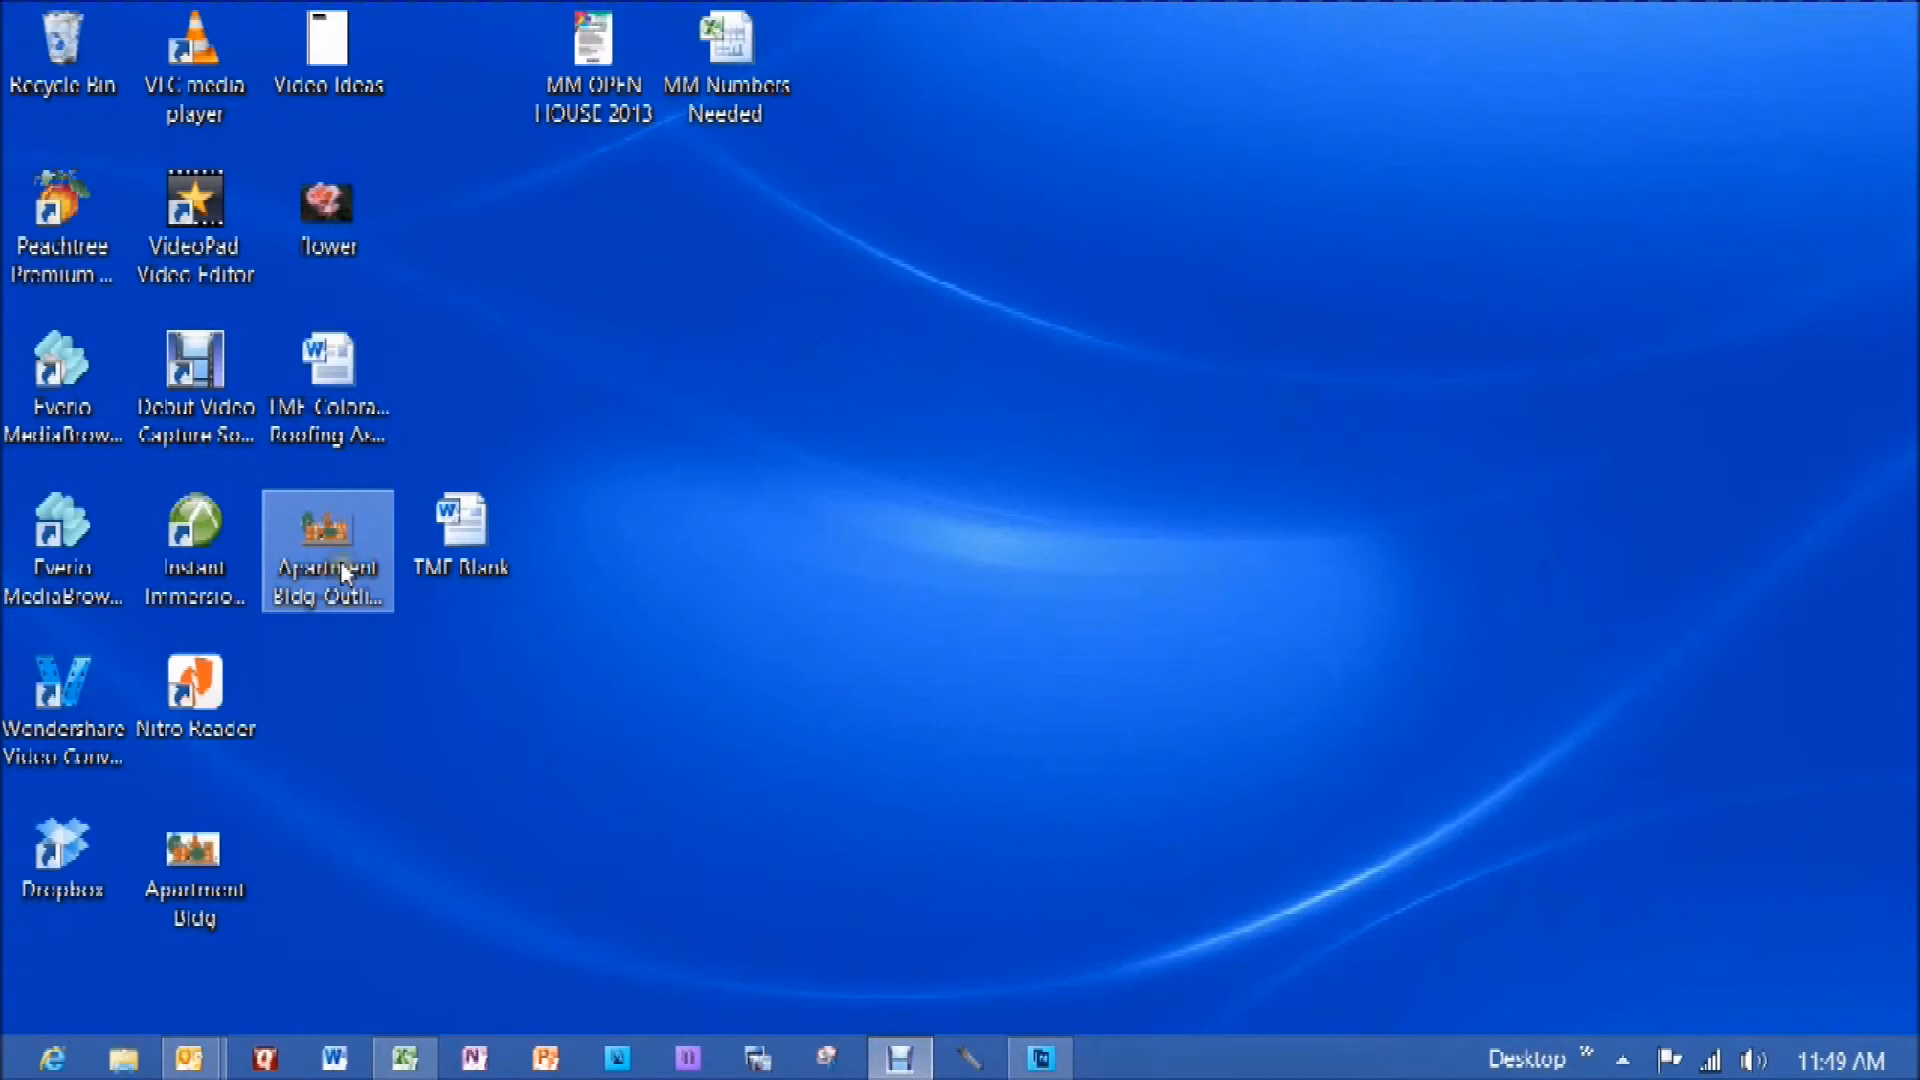 Recycle Bin
VLC media
player
Video Ideas
MM OPEN
HOUSE 2013
MM Numbers
Needed
Peachtree
Premium ...
VideoPad
Video Editor
flower
Everio
MediaBrow...
Debut Video
Capture So...
TMF Colora...
Roofing As...
Everio
MediaBrow...
Instant
Immersio...
Apartment
Bldg Outli...
TMF Blank
Wondershare
Video Conv...
Nitro Reader
Dropbox
Apartment
Bldg
Desktop
11:49 AM